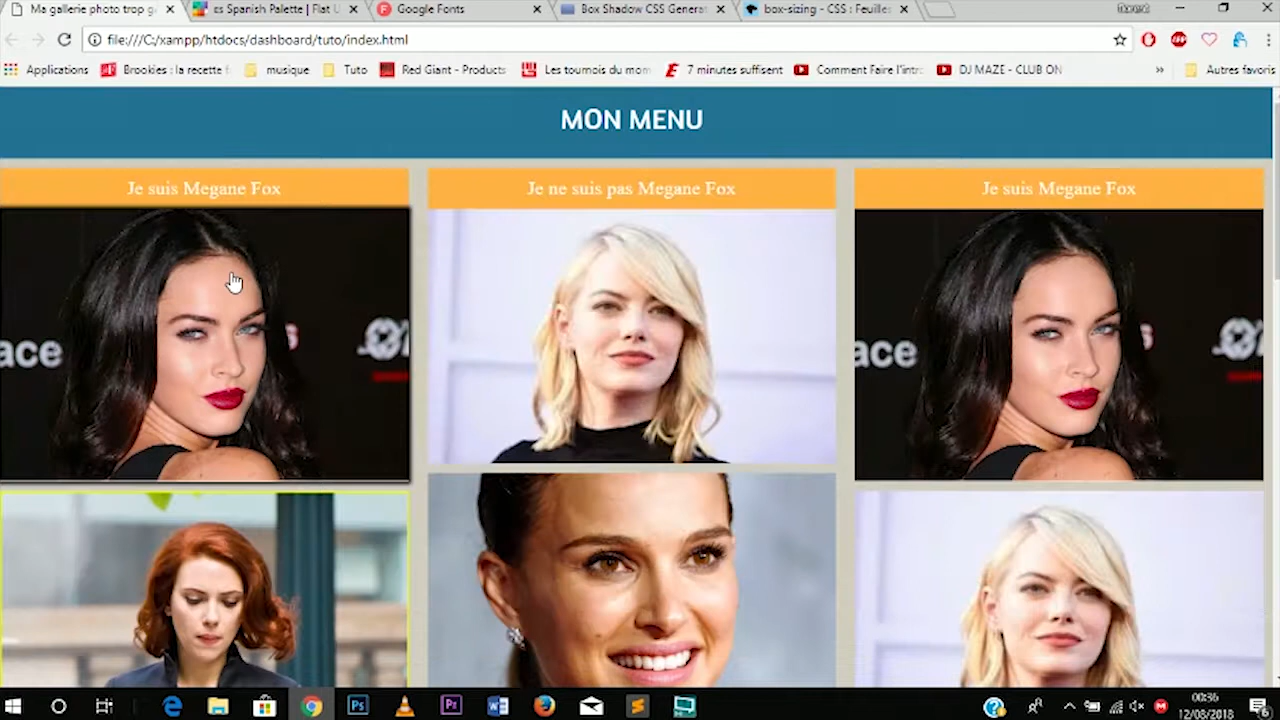 Ma gallerie photo trop g
es Spanish Palette | Flat U
Google Fonts
Box Shadow CSS Generat
box-sizing - CSS : Feuille
file:///C:/xampp/htdocs/dashboard/tuto/index.html
Applications
Brookies : la recette f
musique
Tuto
Red Giant - Products
Les tournois du mom
7 minutes suffisent
Comment Faire l'intro
DJ MAZE - CLUB ON
»
Autres favoris
MON MENU
Je suis Megane Fox
Je ne suis pas Megane Fox
Je suis Megane Fox
ace
ace
00:36
12/08/2018